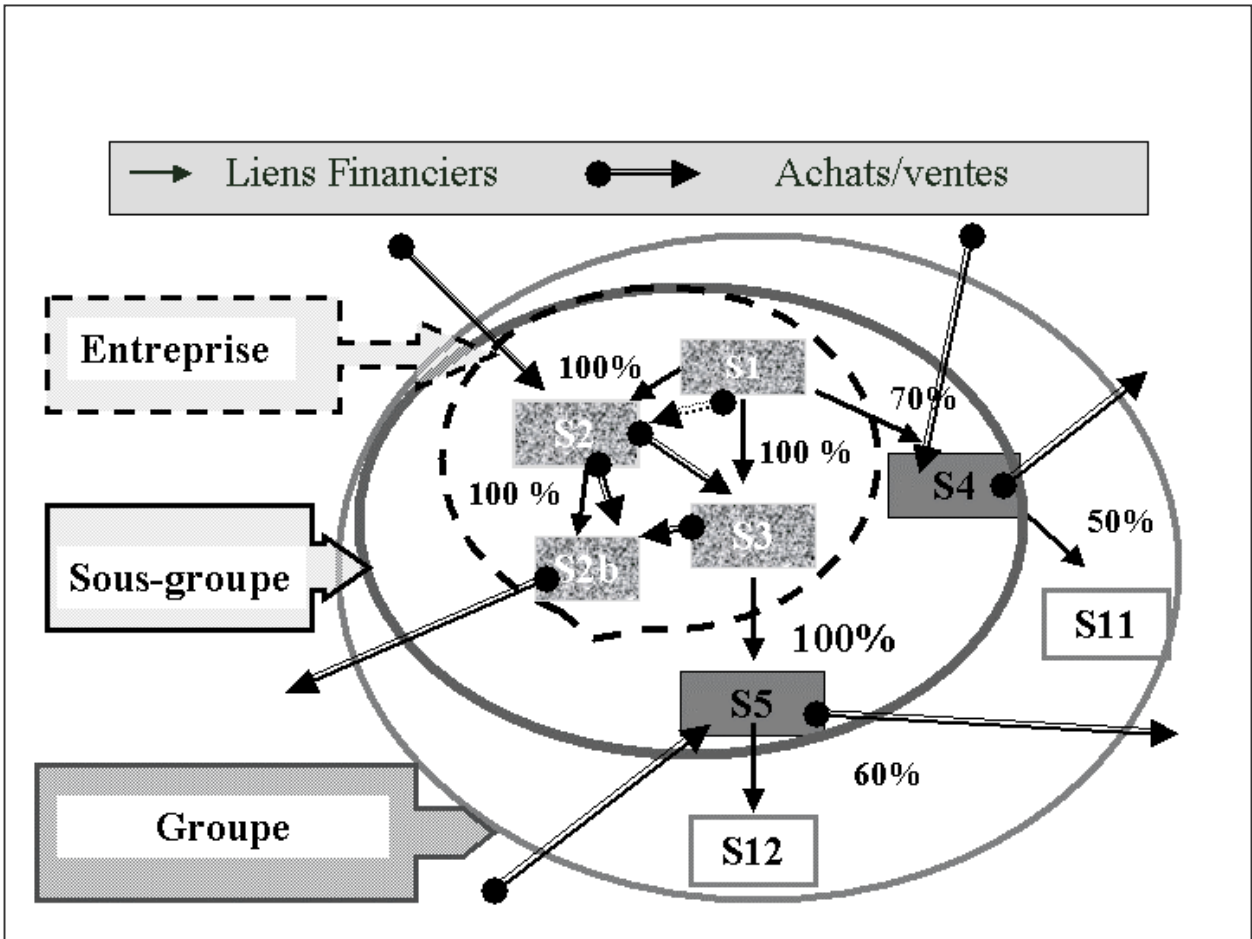 Liens Financiers Achats/ventes
Entreprise
100%
S1
70%
S2
100 %
100 %
S4
S3
50%
S2b
Sous-groupe
100%
S11
S5
60%
Groupe
S12